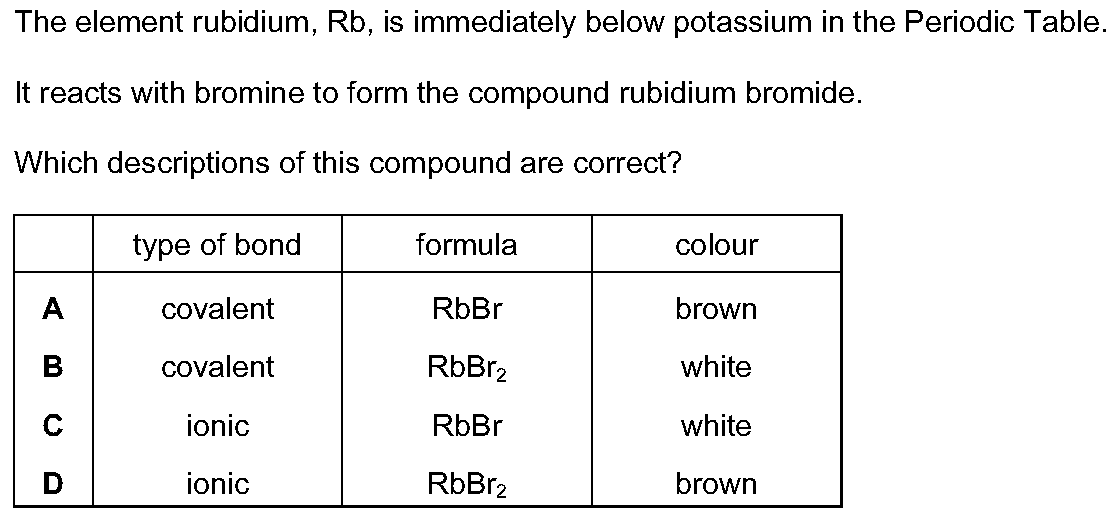 The element rubidium, Rb, is immediately below potassium in the Periodic Table.
It reacts with bromine to form the compound rubidium bromide.
Which descriptions of this compound are correct?
type of bond formula colour
A covalent RbBr brown
B covalent RbBr₂ white
C ionic RbBr white
D ionic RbBr₂ brown